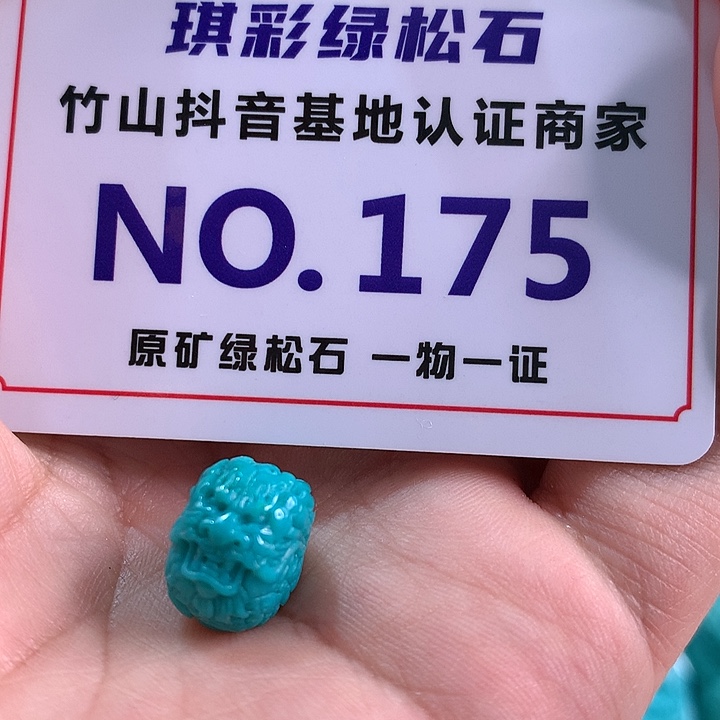 琪彩绿松石
竹山抖音基地认证商家
NO.175
原矿绿松石 一物一证